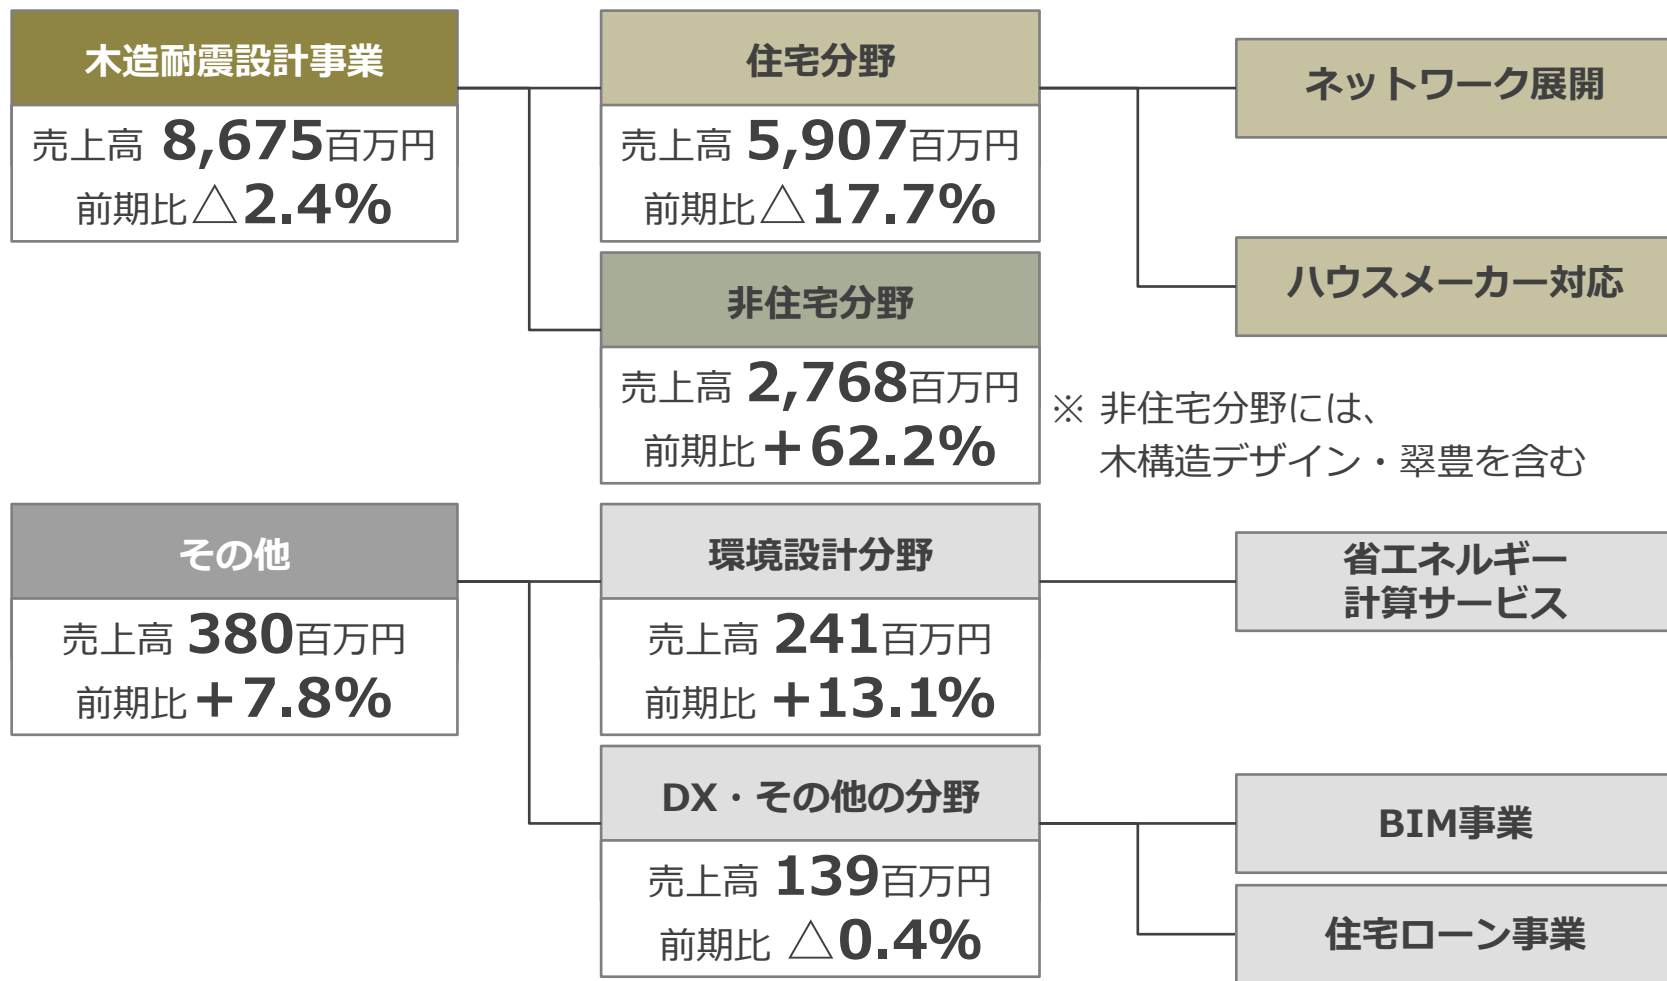 木造耐震設計事業
売上高 8,675百万円
前期比△2.4%
住宅分野
売上高 5,907百万円
前期比△17.7%
ネットワーク展開
ハウスメーカー対応
非住宅分野
売上高 2,768百万円
前期比+62.2%
※ 非住宅分野には、
木構造デザイン・翠豊を含む
その他
売上高 380百万円
前期比+7.8%
環境設計分野
売上高 241百万円
前期比 +13.1%
省エネルギー
計算サービス
DX・その他の分野
売上高 139百万円
前期比 △0.4%
BIM事業
住宅ローン事業